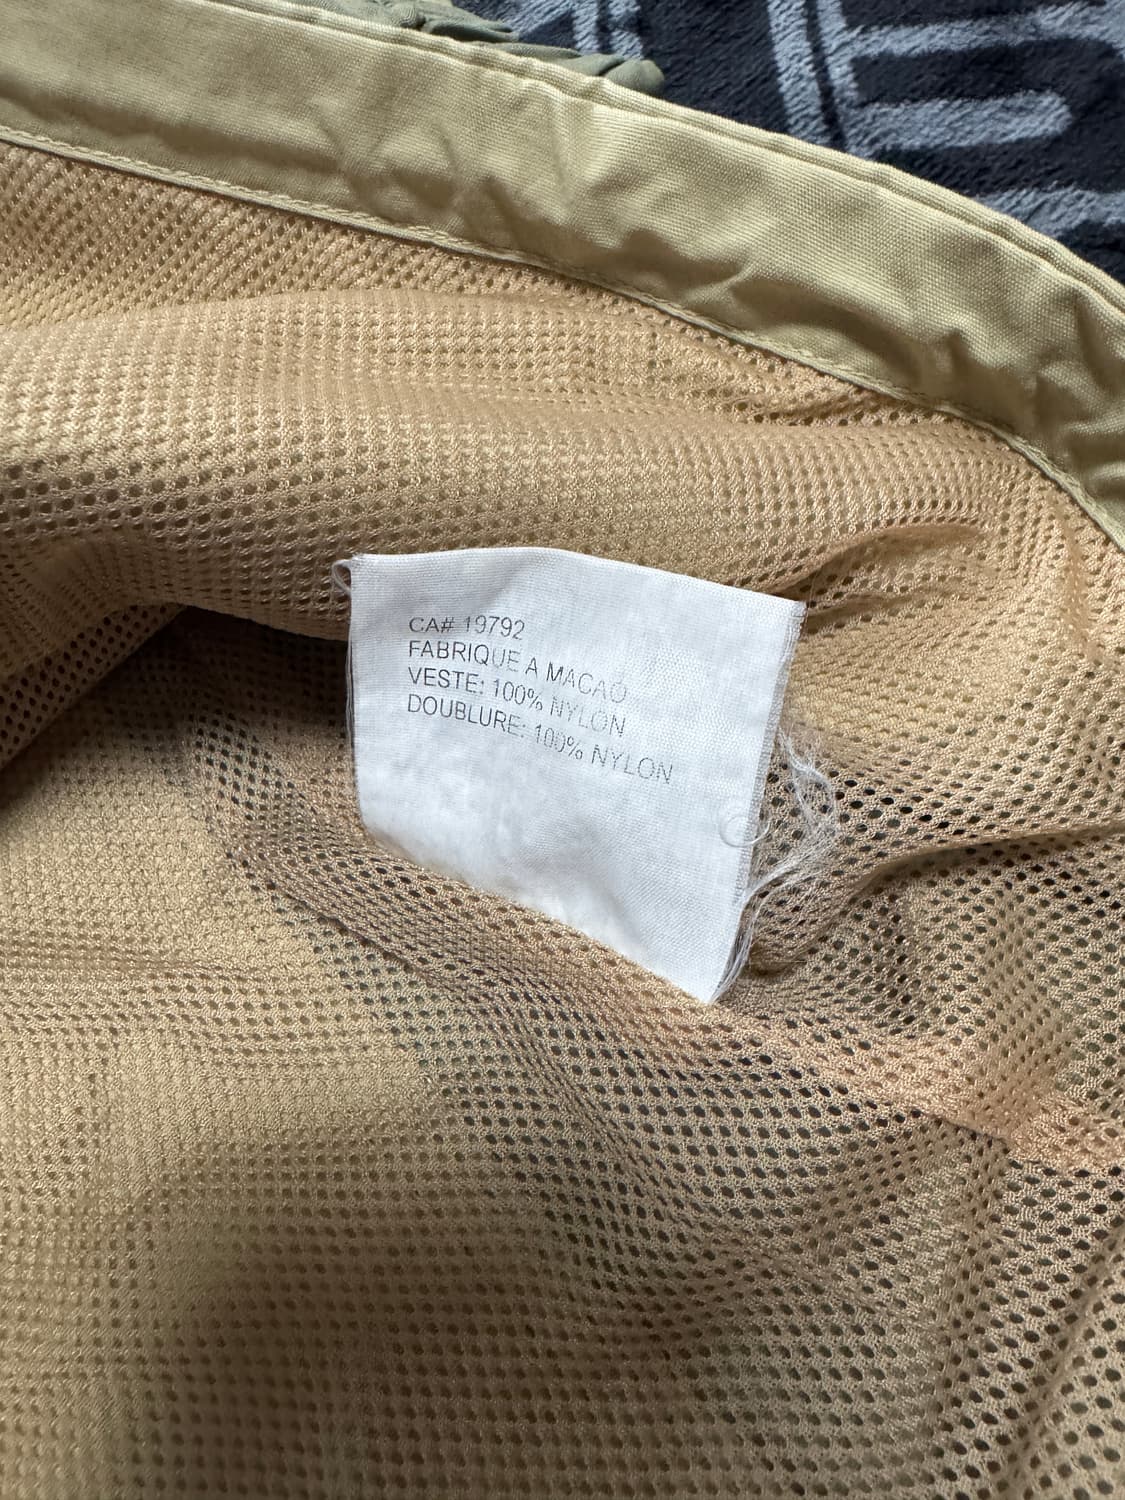 CA# 19792
FABRIQUE A MACAO
VESTE: 100% NYLON
DOUBLURE: 100% NYLON